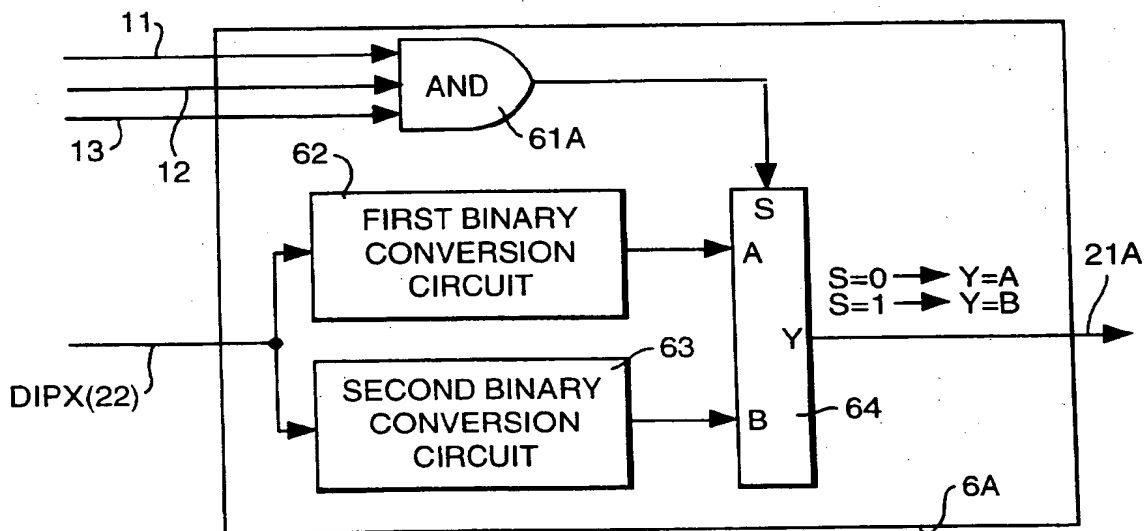 11
AND
12
13
61A
62
FIRST BINARY
CONVERSION
CIRCUIT
S
A
S=0 → Y=A
S=1 → Y=B
21A
Y
DIPX(22)
63
SECOND BINARY
CONVERSION
CIRCUIT
B
64
6A